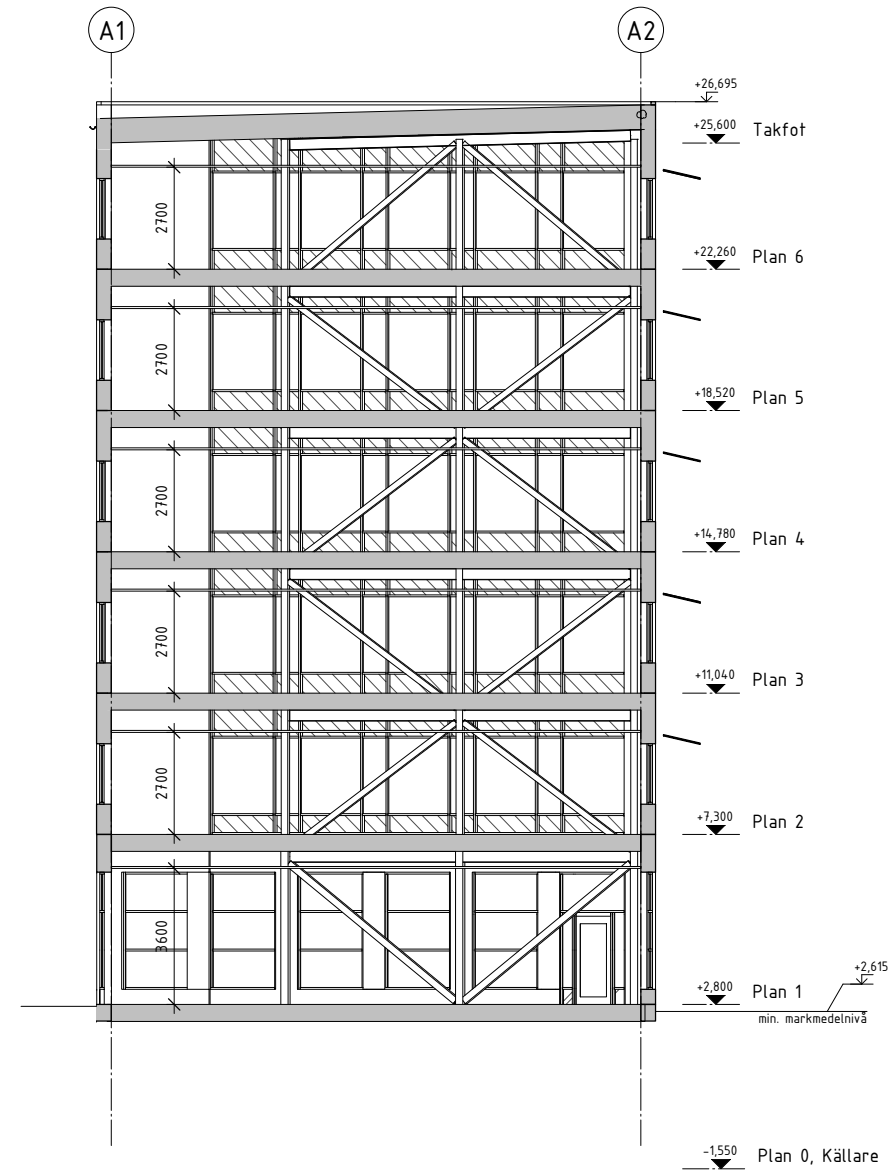 A1
A2
+26,695
+25,600 Takfot
2700
+22,260 Plan 6
2700
+18,520 Plan 5
2700
+14,780 Plan 4
2700
+11,040 Plan 3
2700
+7,300 Plan 2
3600
+2,615
+2,800 Plan 1
min. markmedelnivå
-1,550 Plan 0, Källare